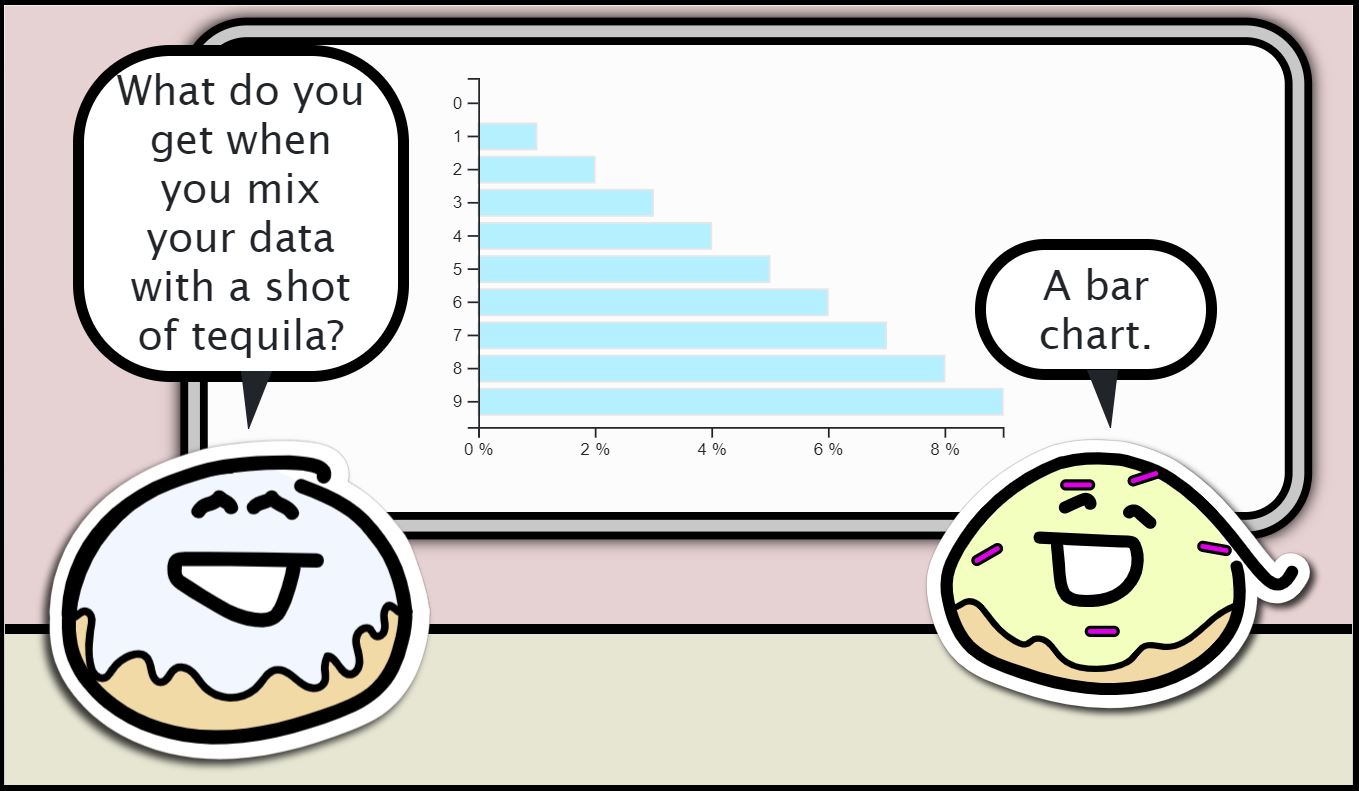 What do you
get when
you mix
your data
with a shot
of tequila?
0
1
2
3
4
5
6
7
8
9
0 %
2 %
4 %
6 %
8 %
A bar
chart.